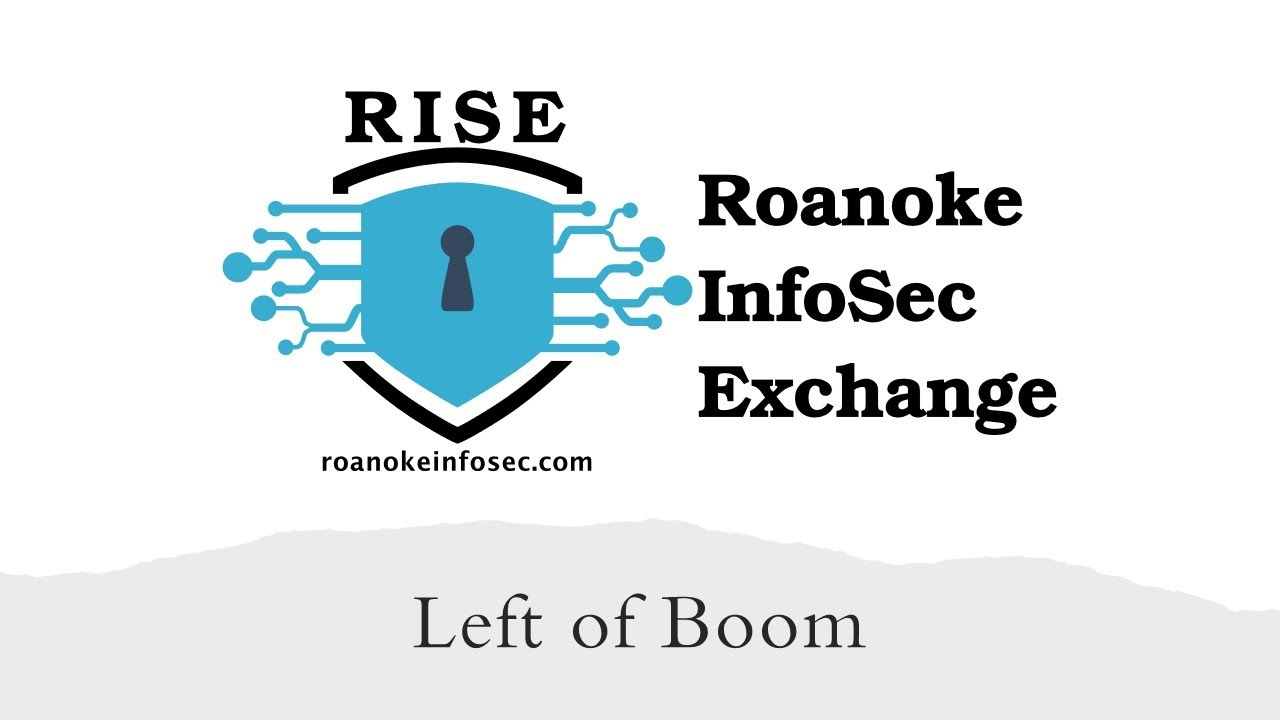 RISE
roanokeinfosec.com
Roanoke
InfoSec
Exchange
Left of Boom